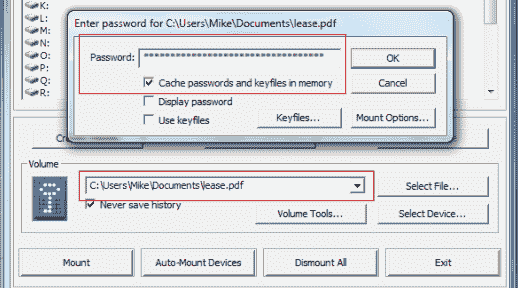 K:
L:
M:
N:
O:
P:
Q:
R:
Enter password for C:\Users\Mike\Documents\lease.pdf
Password: ***********************************
OK
Cache passwords and keyfiles in memory
Cancel
Display password
Use keyfiles
Keyfiles...
Mount Options...
Volume
C:\Users\Mike\Documents\lease.pdf
Select File...
Never save history
Volume Tools...
Select Device...
Mount
Auto-Mount Devices
Dismount All
Exit